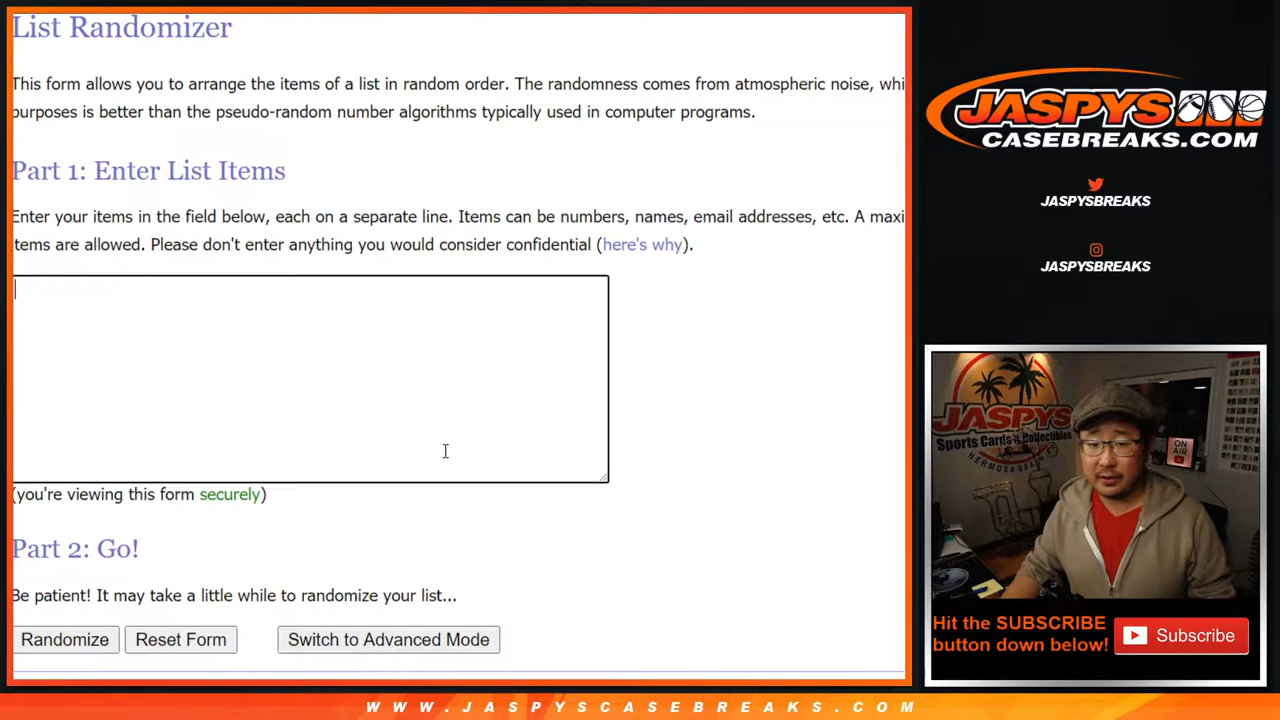 List Randomizer
This form allows you to arrange the items of a list in random order. The randomness comes from atmospheric noise, whi
purposes is better than the pseudo-random number algorithms typically used in computer programs.
Part 1: Enter List Items
Enter your items in the field below, each on a separate line. Items can be numbers, names, email addresses, etc. A maxi
items are allowed. Please don't enter anything you would consider confidential (here's why).
(you're viewing this form securely)
Part 2: Go!
Be patient! It may take a little while to randomize your list...
Randomize Reset Form Switch to Advanced Mode
JASPYS
CASEBREAKS.COM
JASPYSBREAKS
JASPYSBREAKS
JASPYS
Sports Cards & Collectibles
HERMOSA BEACH
ON
AIR
Hit the SUBSCRIBE
button down below!
Subscribe
WWW.JASPYSCASEBREAKS.COM